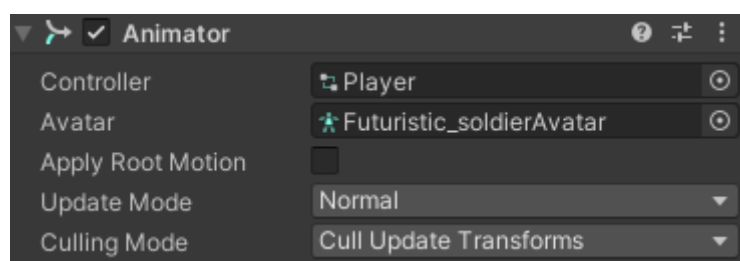 Animator
Controller Player
Avatar Futuristic_soldierAvatar
Apply Root Motion
Update Mode Normal
Culling Mode Cull Update Transforms